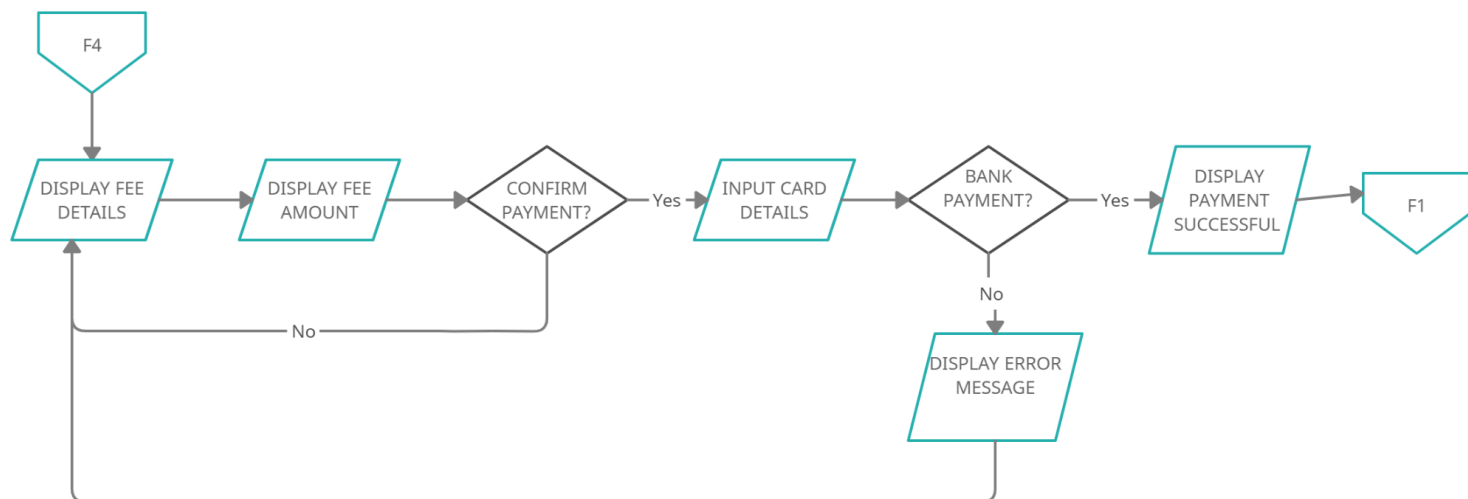 F4
DISPLAY FEE
DETAILS
DISPLAY FEE
AMOUNT
CONFIRM
PAYMENT?
Yes
INPUT CARD
DETAILS
BANK
PAYMENT?
Yes
DISPLAY
PAYMENT
SUCCESSFUL
F1
No
No
DISPLAY ERROR
MESSAGE